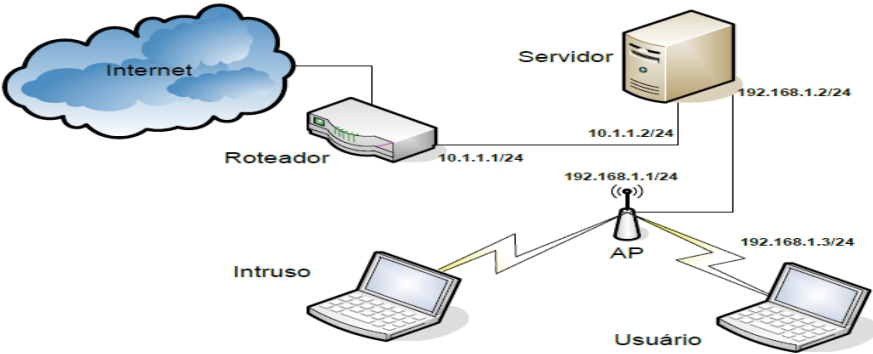 Internet
Servidor
192.168.1.2/24
10.1.1.2/24
Roteador
10.1.1.1/24
192.168.1.1/24
192.168.1.3/24
AP
Intruso
Usuário